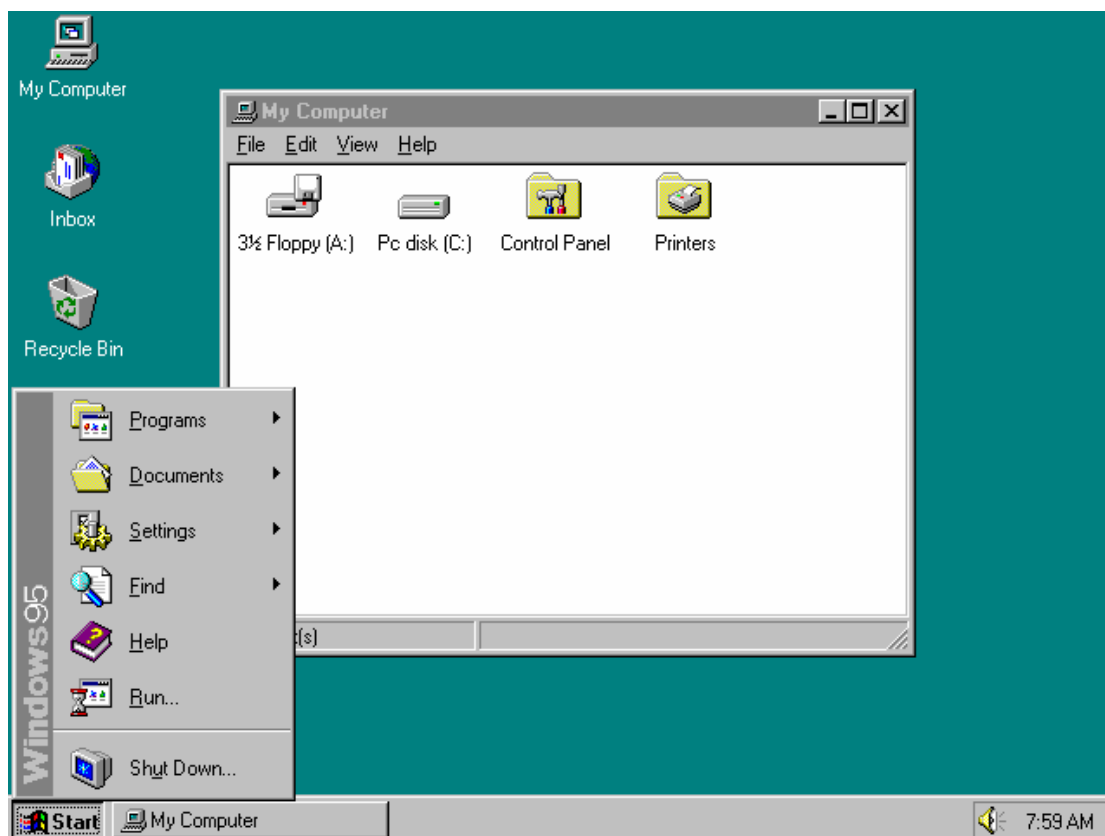 My Computer
Inbox
Recycle Bin
My Computer
File Edit View Help
3½ Floppy (A:) Pc disk (C:) Control Panel Printers
(s)
Programs
Documents
Settings
Find
Help
Run...
Shut Down...
Windows95
Start My Computer 7:59 AM